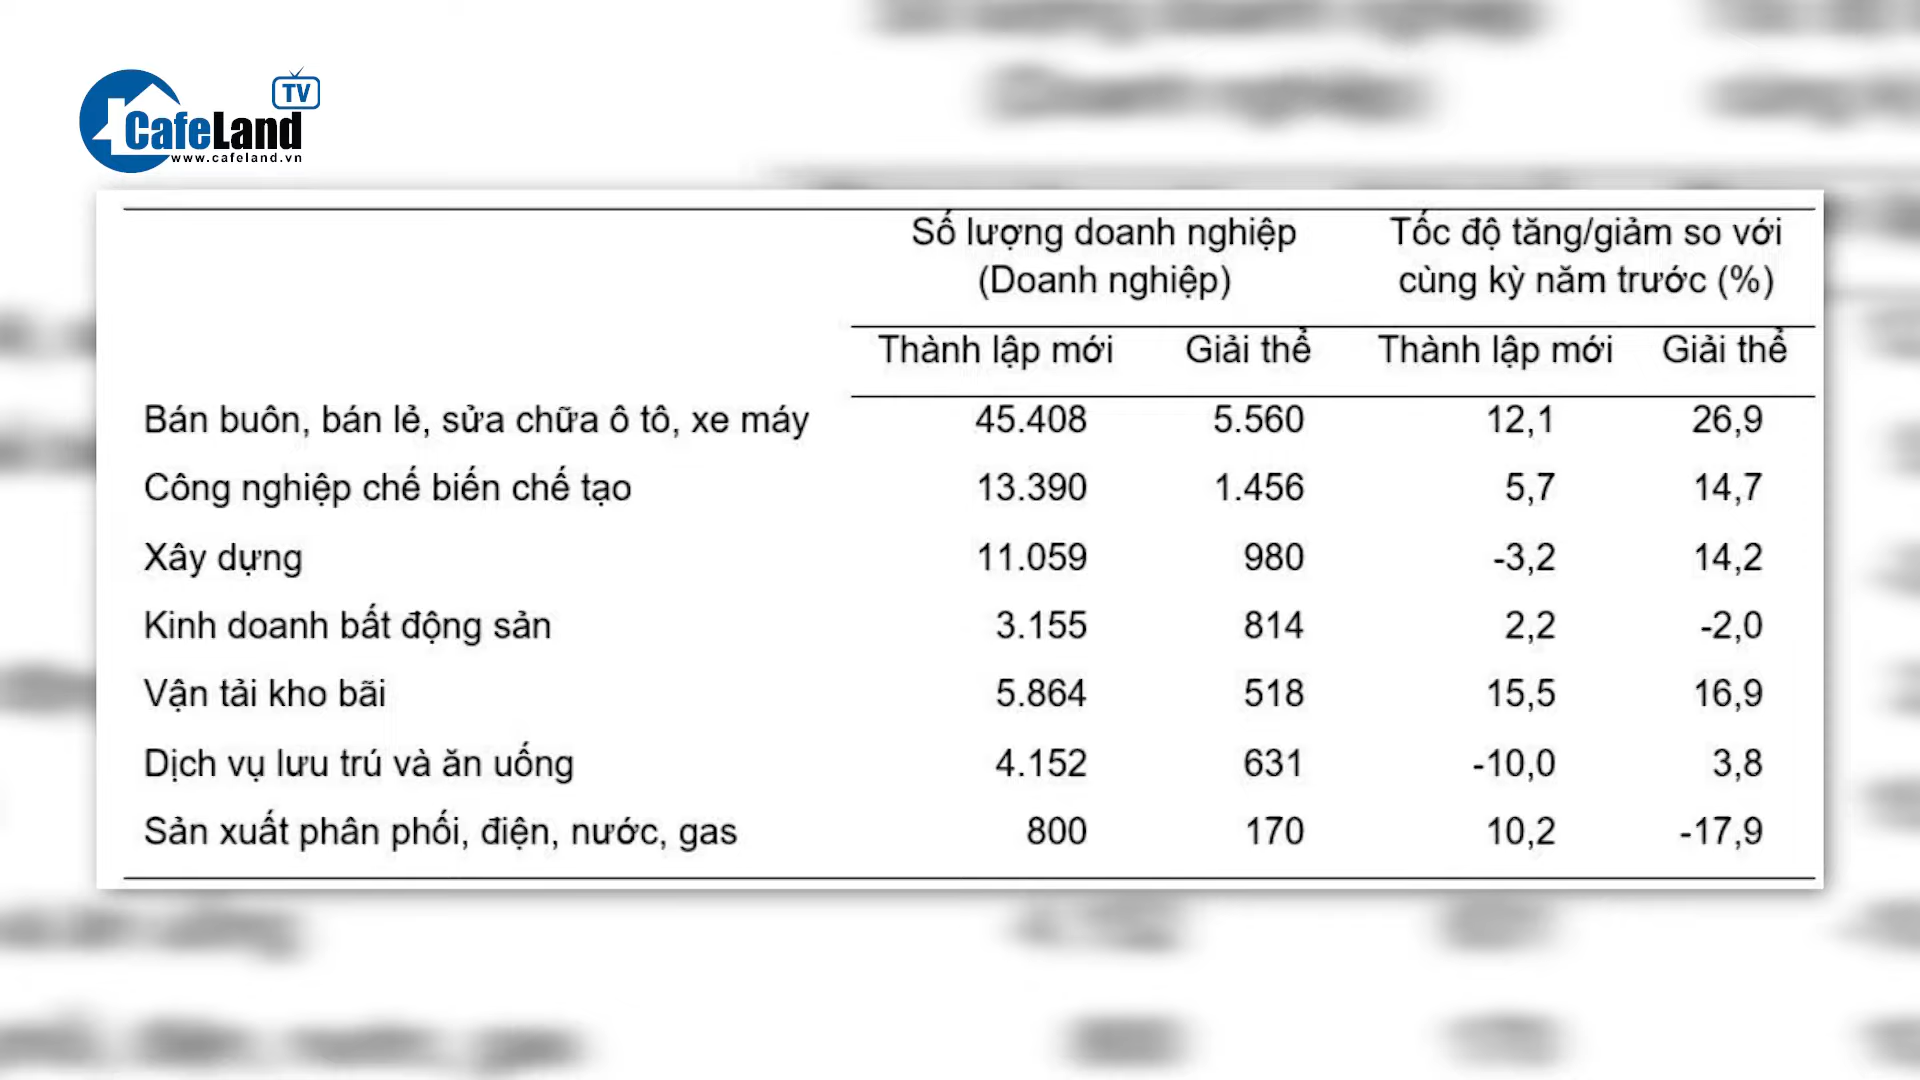 TV
CafeLand
www.cafeland.vn
Số lượng doanh nghiệp Tốc độ tăng/giảm so với
(Doanh nghiệp) cùng kỳ năm trước (%)
Thành lập mới Giải thể Thành lập mới Giải thể
Bán buôn, bán lẻ, sửa chữa ô tô, xe máy 45.408 5.560 12,1 26,9
Công nghiệp chế biến chế tạo 13.390 1.456 5,7 14,7
Xây dựng 11.059 980 -3,2 14,2
Kinh doanh bất động sản 3.155 814 2,2 -2,0
Vận tải kho bãi 5.864 518 15,5 16,9
Dịch vụ lưu trú và ăn uống 4.152 631 -10,0 3,8
Sản xuất phân phối, điện, nước, gas 800 170 10,2 -17,9